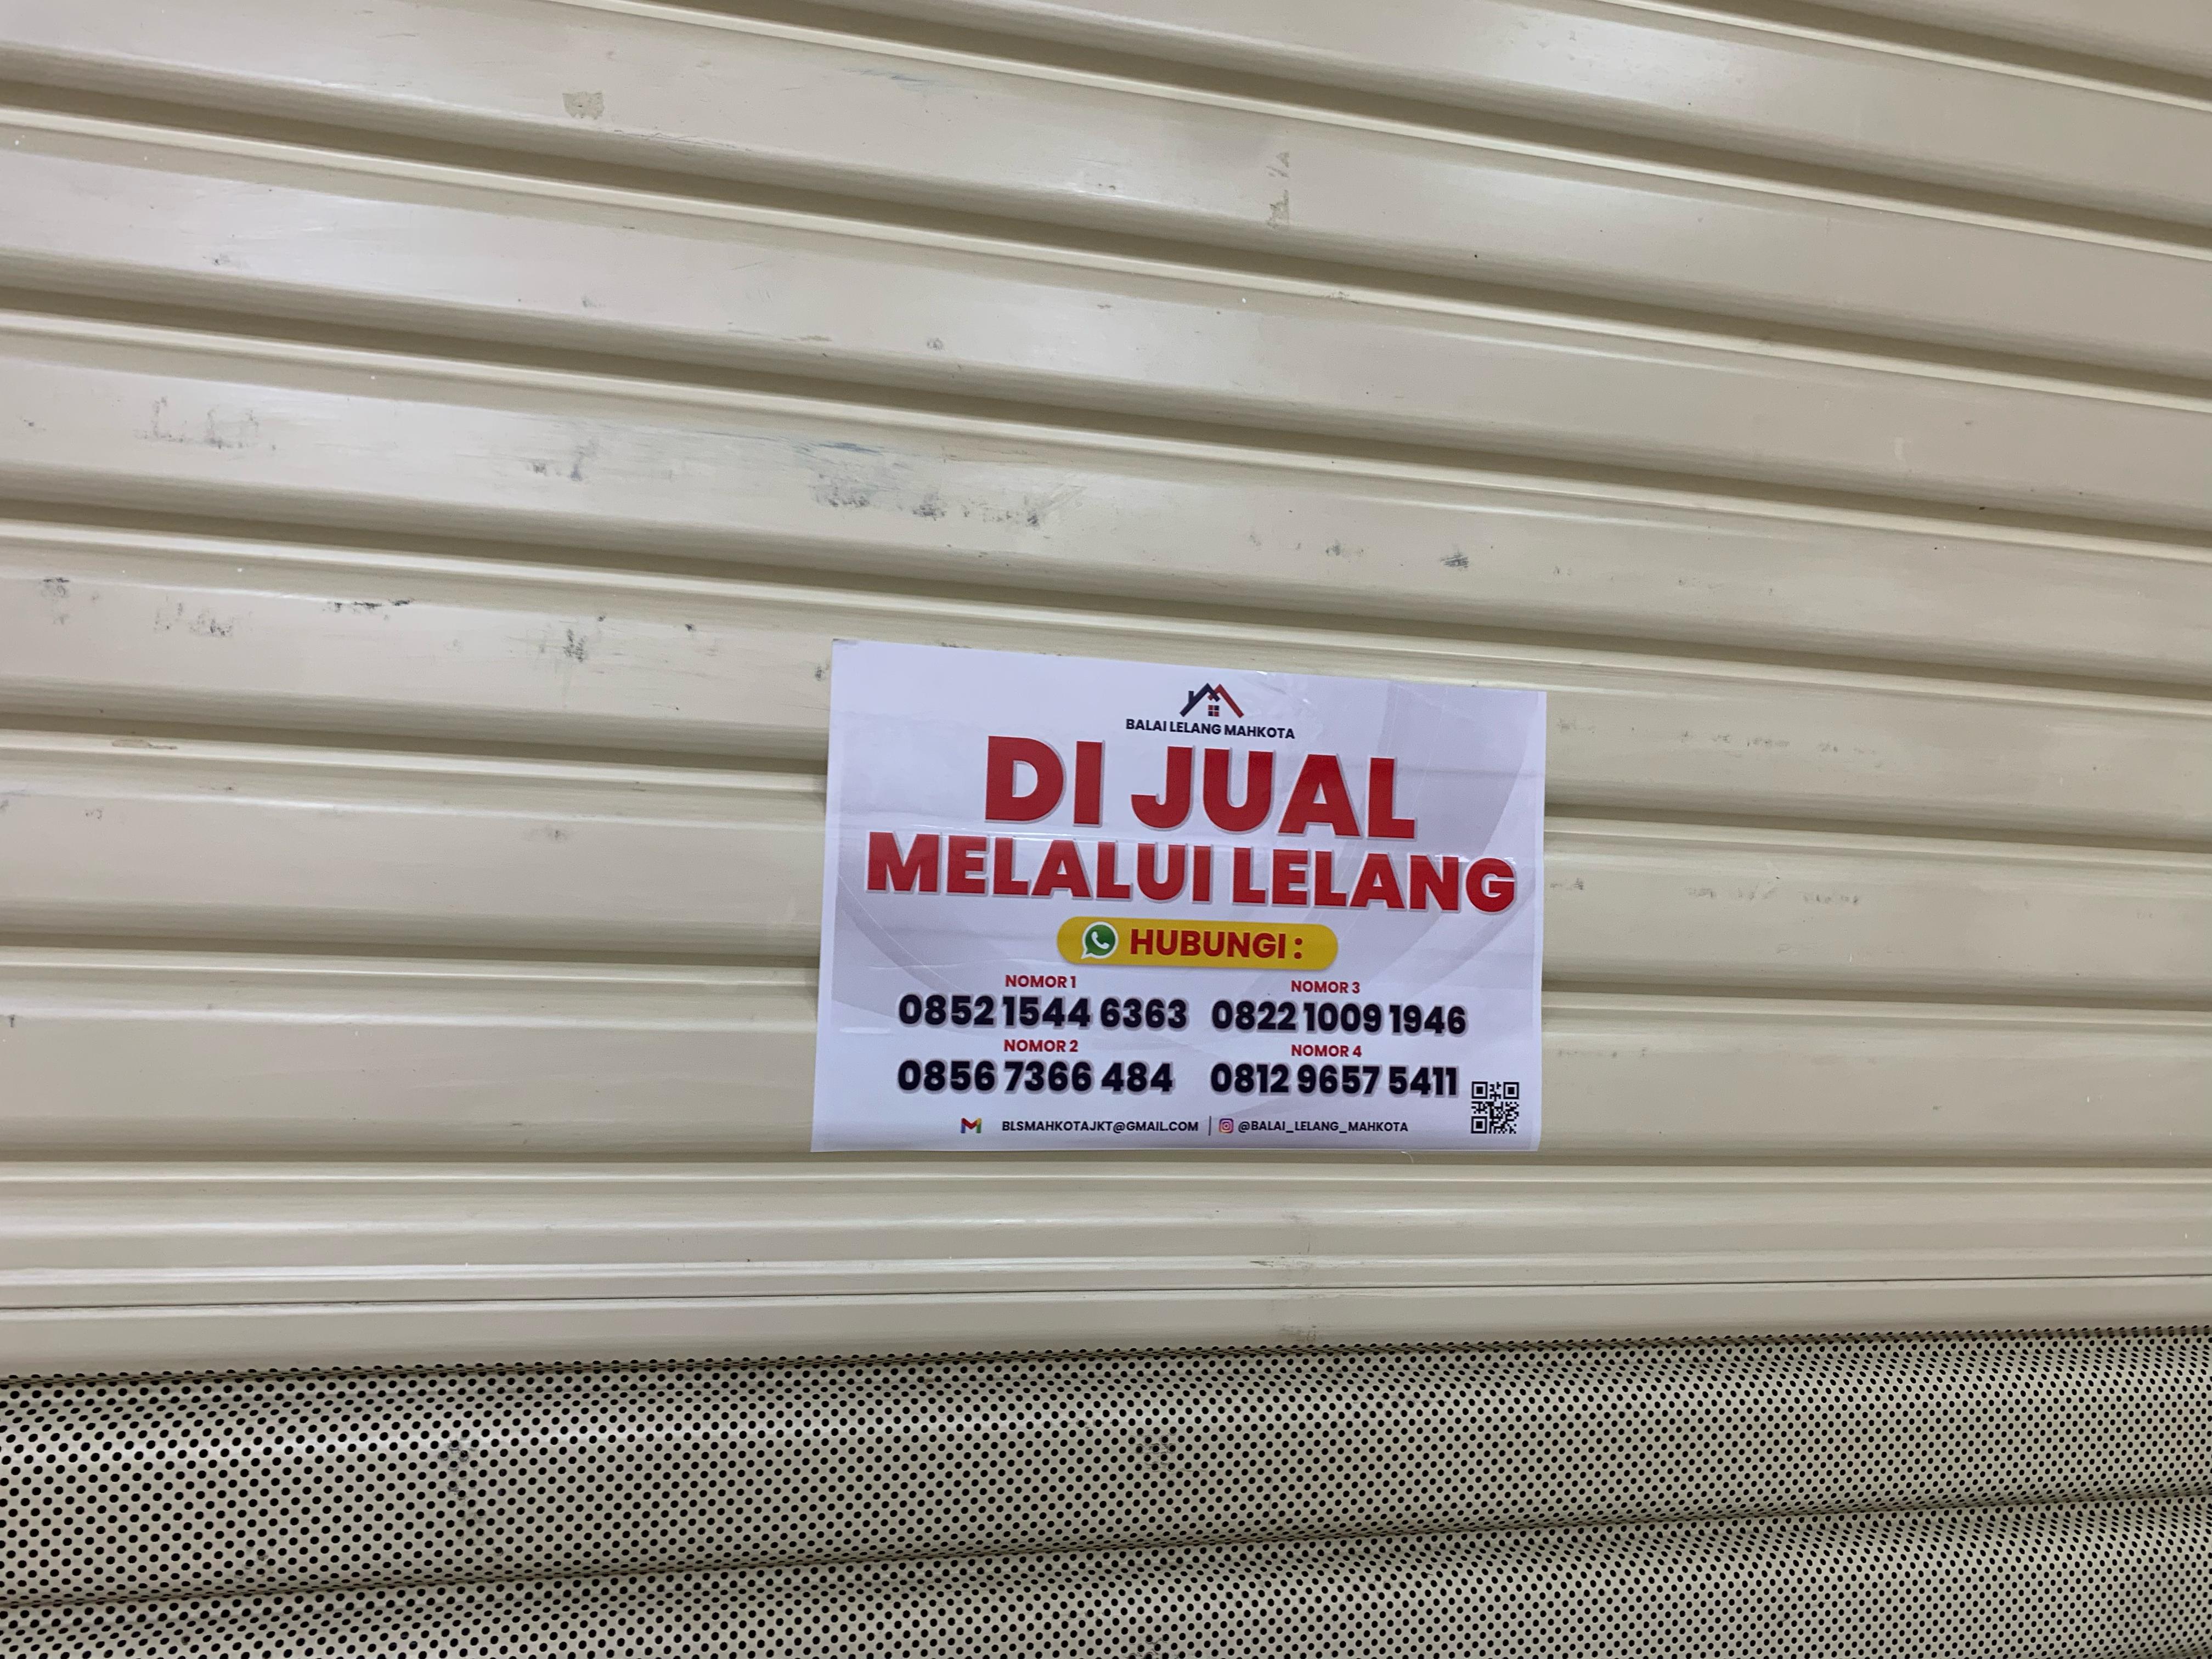 BALAI LELANG MAHKOTA
DI JUAL
MELALUI LELANG
HUBUNGI :
NOMOR 1
0852 1544 6363
NOMOR 3
0822 1009 1946
NOMOR 2
0856 7366 484
NOMOR 4
0812 9657 5411
BLSMAHKOTAJKT@GMAIL.COM | @BALAI_LELANG_MAHKOTA